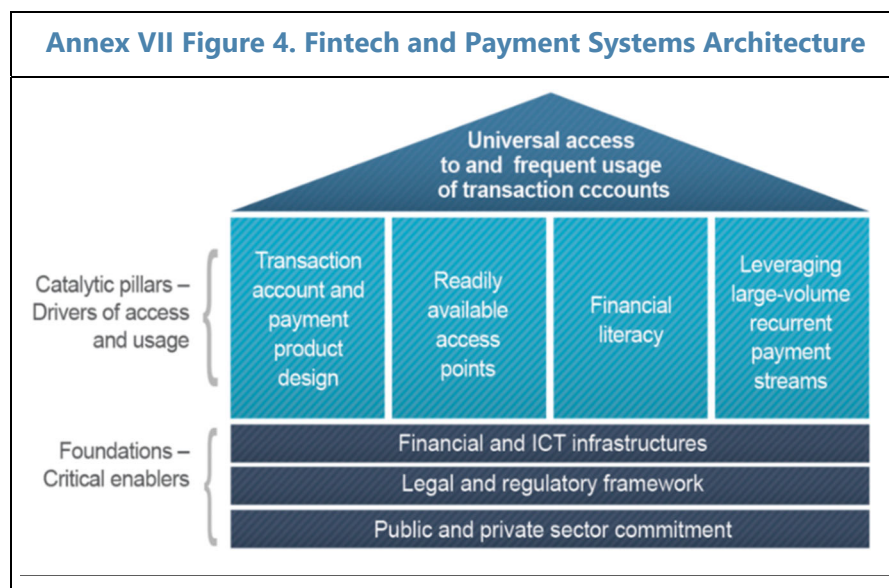 Annex VII Figure 4. Fintech and Payment Systems Architecture
Universal access
to and frequent usage
of transaction cccounts
Catalytic pillars –
Drivers of access
and usage
Transaction
account and
payment
product
design
Readily
available
access
points
Financial
literacy
Leveraging
large-volume
recurrent
payment
streams
Foundations –
Critical enablers
Financial and ICT infrastructures
Legal and regulatory framework
Public and private sector commitment